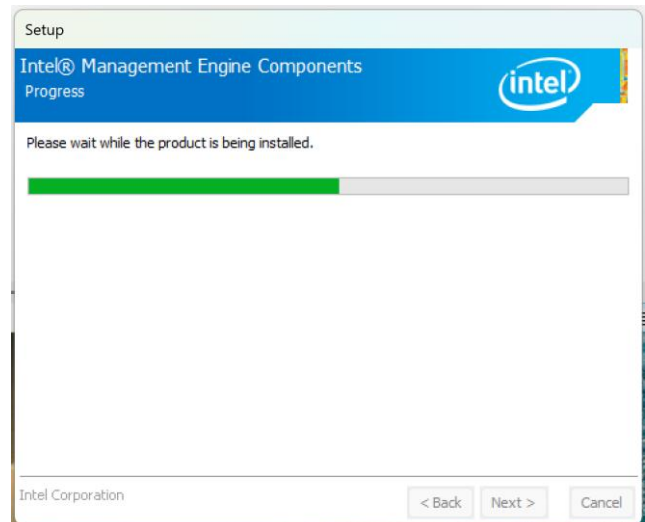 Setup
Intel® Management Engine Components
Progress
intel
Please wait while the product is being installed.
Intel Corporation
< Back
Next >
Cancel